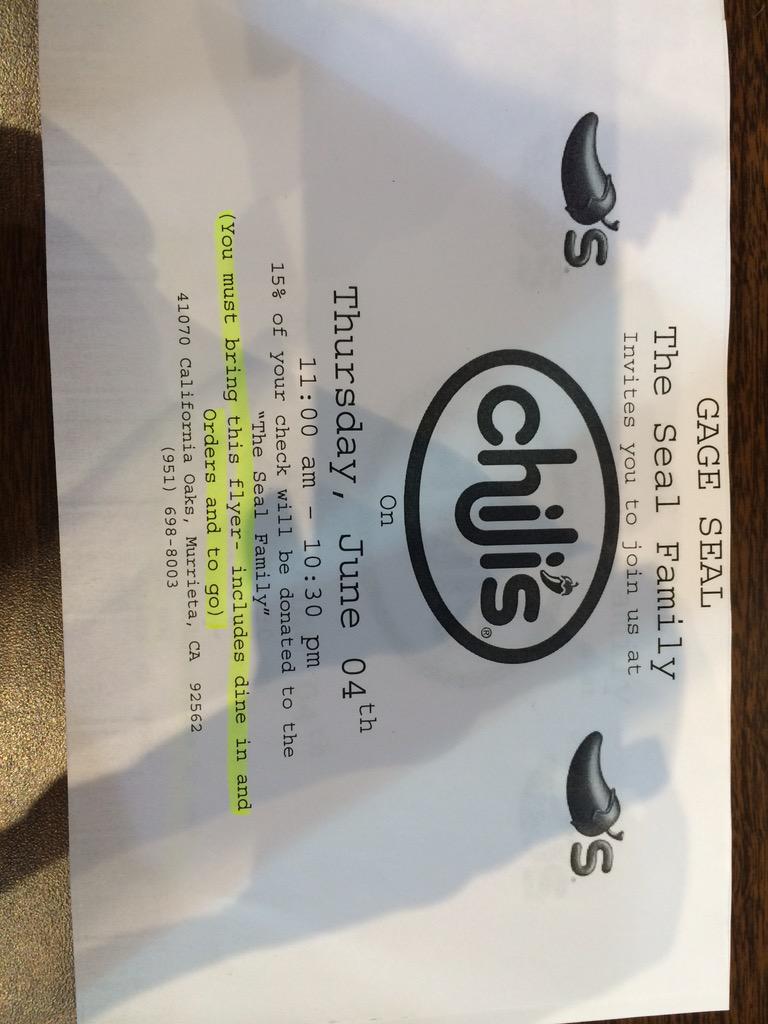 GAGE SEAL
The Seal Family
Invites you to join us at
's
chili's®
's
On
Thursday, June 04th
11:00 am – 10:30 pm
15% of your check will be donated to the
"The Seal Family"
(You must bring this flyer- includes dine in and
Orders and to go)
41070 California Oaks, Murrieta, CA 92562
(951) 698-8003